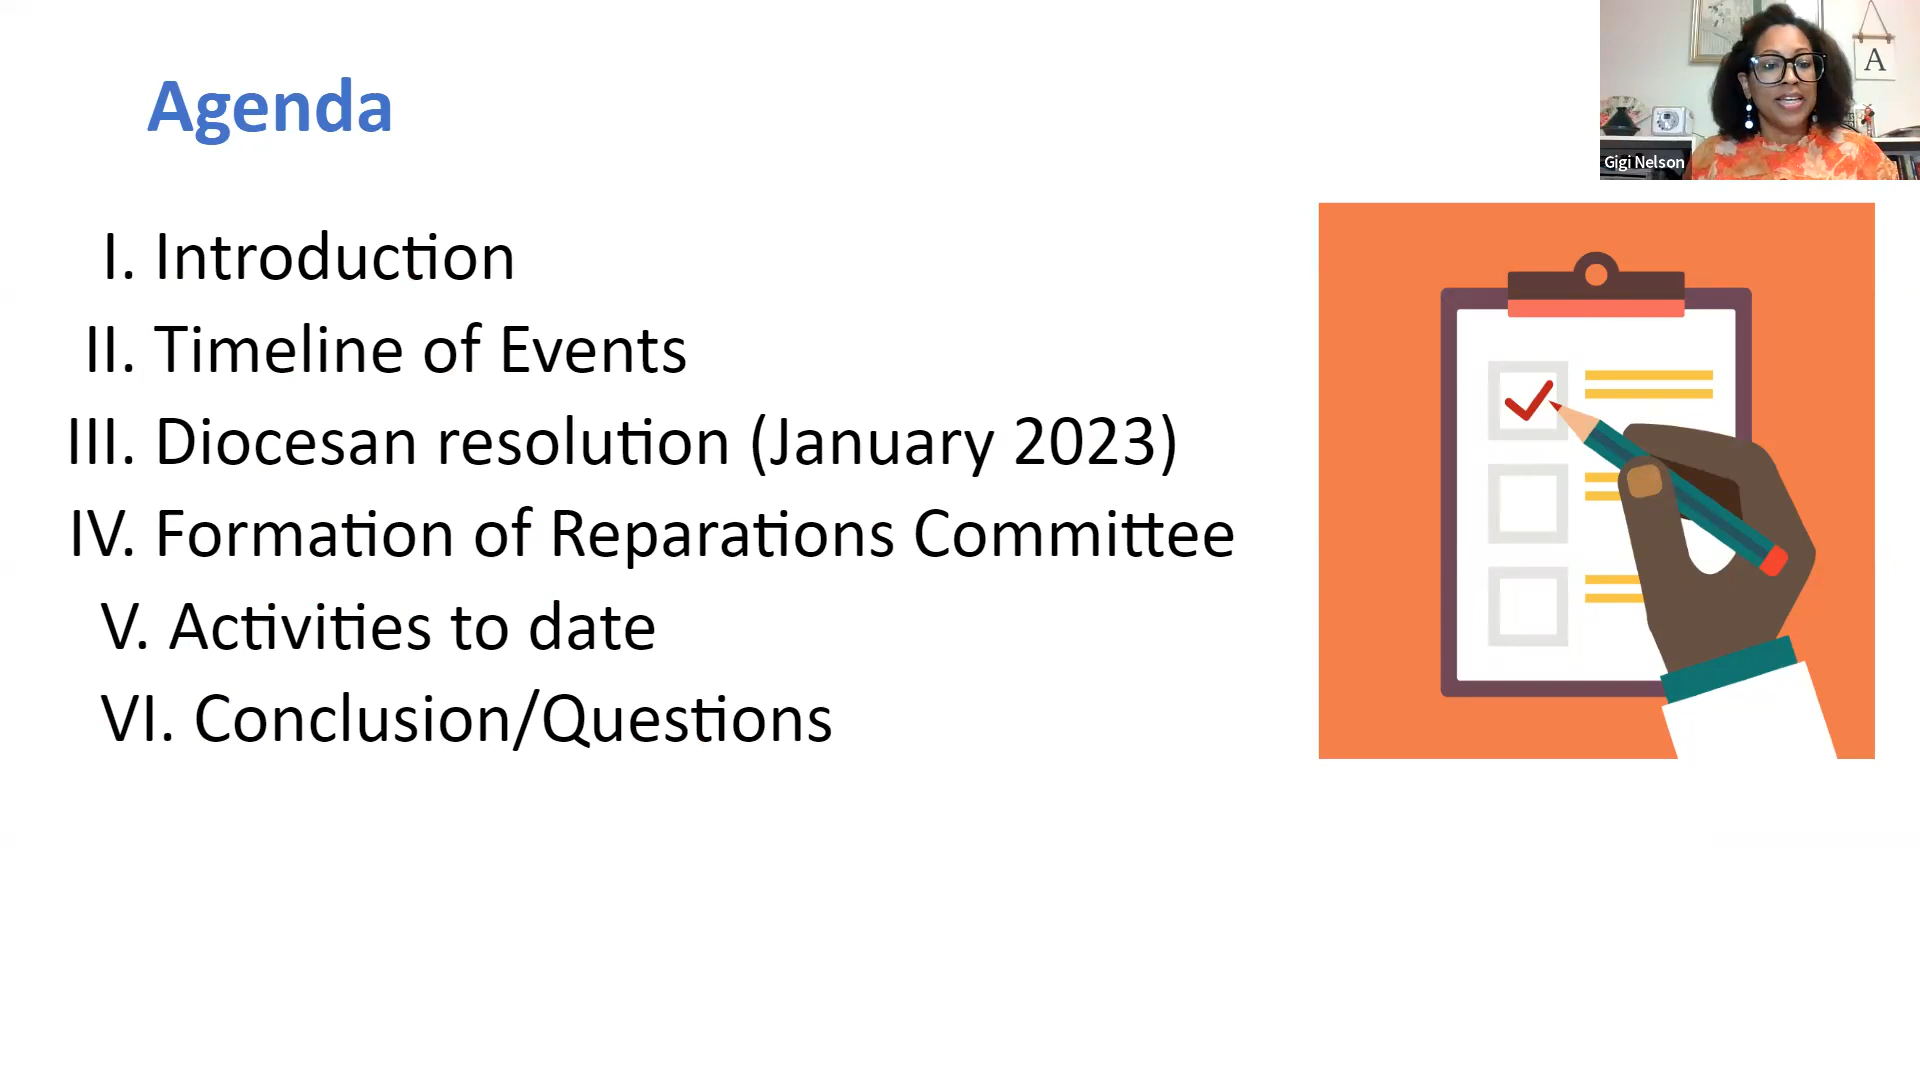 Agenda
I. Introduction
II. Timeline of Events
III. Diocesan resolution (January 2023)
IV. Formation of Reparations Committee
V. Activities to date
VI. Conclusion/Questions
A
Gigi Nelson